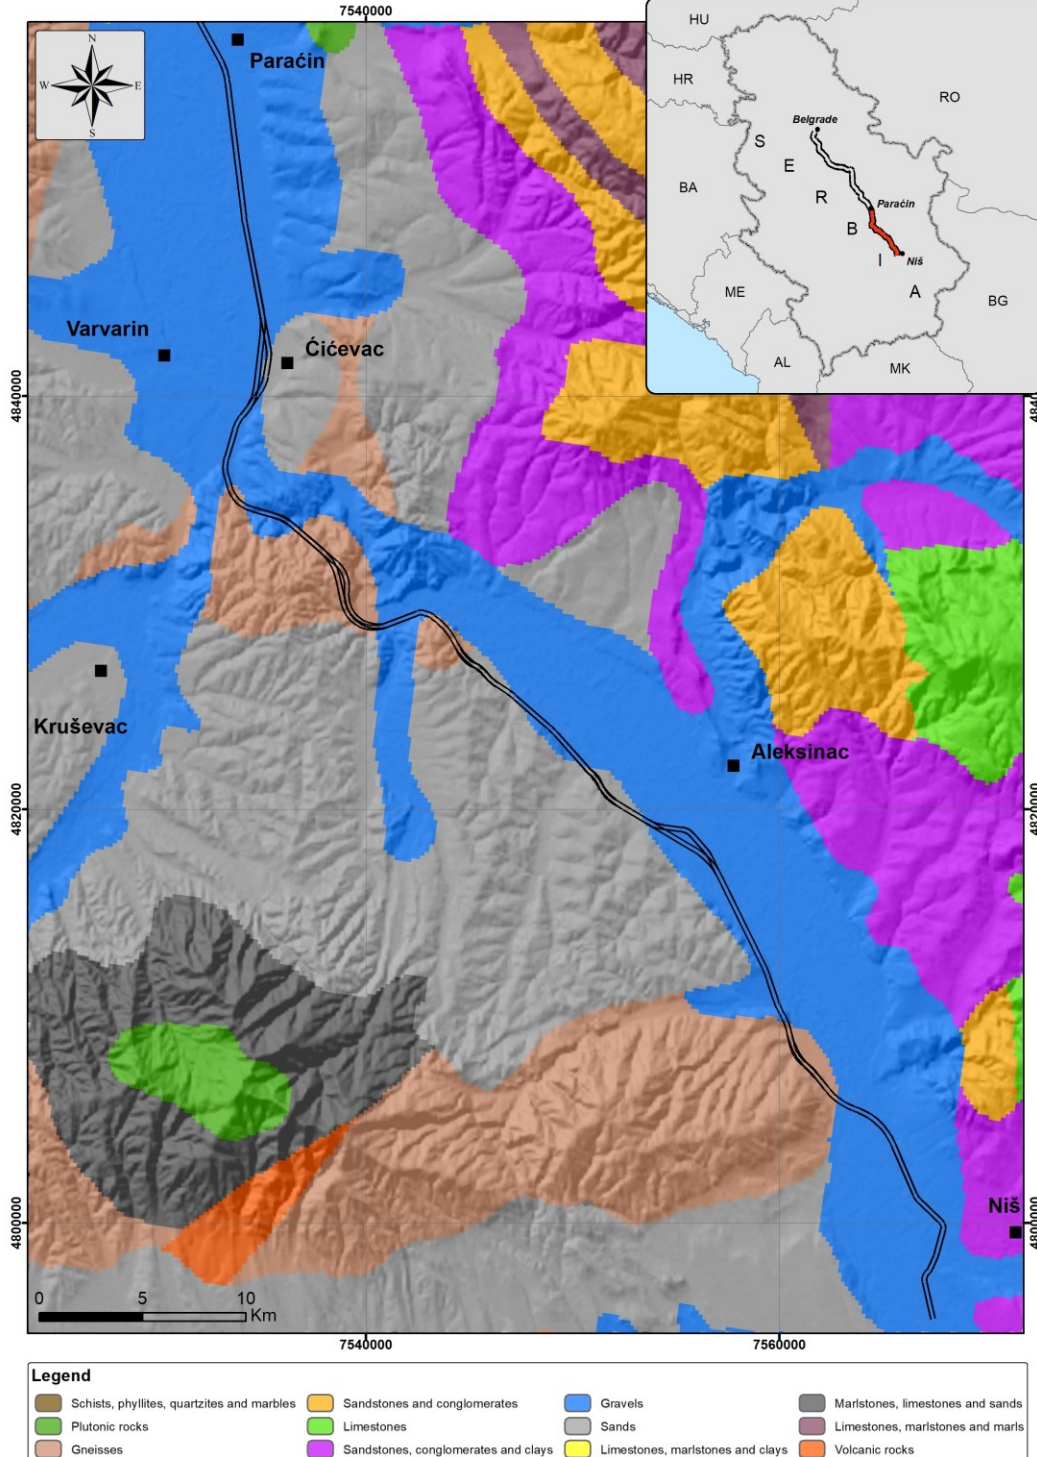 7540000
N
W E
S
Paraćin
HU
HR
RO
Belgrade
S
E
BA
R
Paraćin
B
I
Niš
ME
A
BG
AL
MK
Varvarin
Ćićevac
4840000
4840
Kruševac
Aleksinac
4820000
4820
Niš
4800000
4800000
0 5 10
Km
7540000 7560000
Legend
Schists, phyllites, quartzites and marbles
Sandstones and conglomerates
Gravels
Marlstones, limestones and sands
Plutonic rocks
Limestones
Sands
Limestones, marlstones and marls
Gneisses
Sandstones, conglomerates and clays
Limestones, marlstones and clays
Volcanic rocks